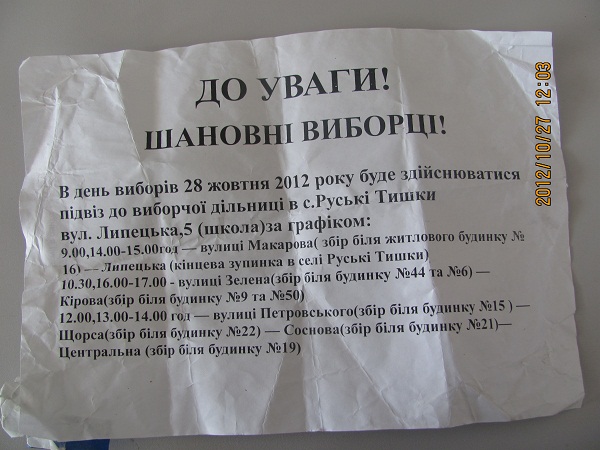 ДО УВАГИ!
ШАНОВНІ ВИБОРЦІ!
В день виборів 28 жовтня 2012 року буде здійснюватися
підвіз до виборчої дільниці в с.Руські Тишки
вул. Липецька,5 (школа)за графіком:
9.00,14.00-15.00год — вулиці Макарова( збір біля житлового будинку №
16) — Липецька (кінцева зупинка в селі Руські Тишки)
10.30,16.00-17.00 - вулиці Зелена(збір біля будинку №44 та №6) —
Кірова(збір біля будинку №9 та №50)
12.00,13.00-14.00 год — вулиці Петровського(збір біля будинку №15 ) —
Щорса(збір біля будинку №22) — Соснова(збір біля будинку №21)—
Центральна (збір біля будинку №19)
2012/10/27 12:03